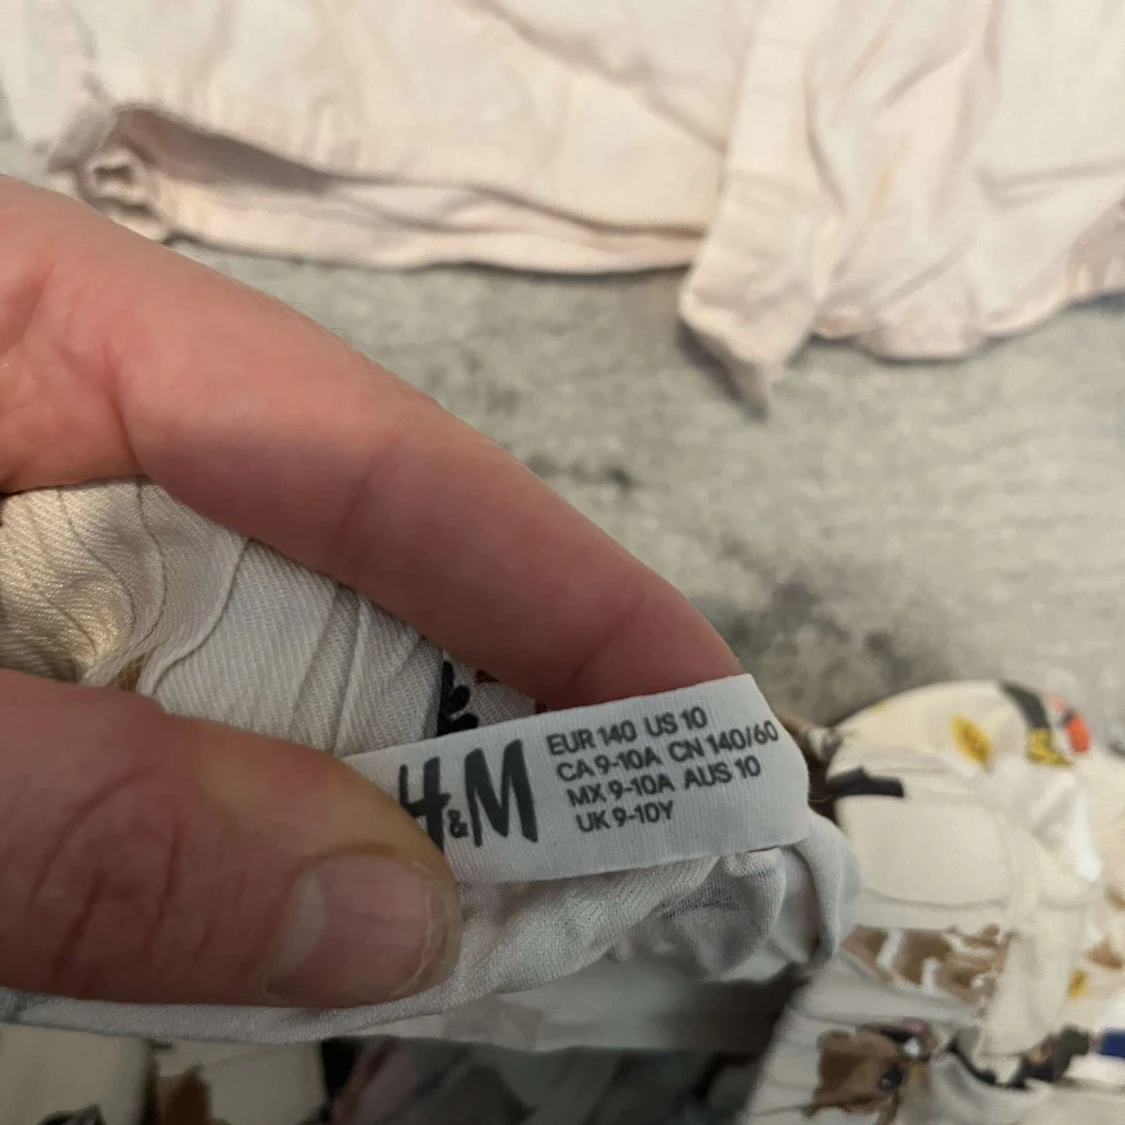 H&M
EUR 140 US 10
CA 9-10A CN 140/60
MX 9-10A AUS 10
UK 9-10Y